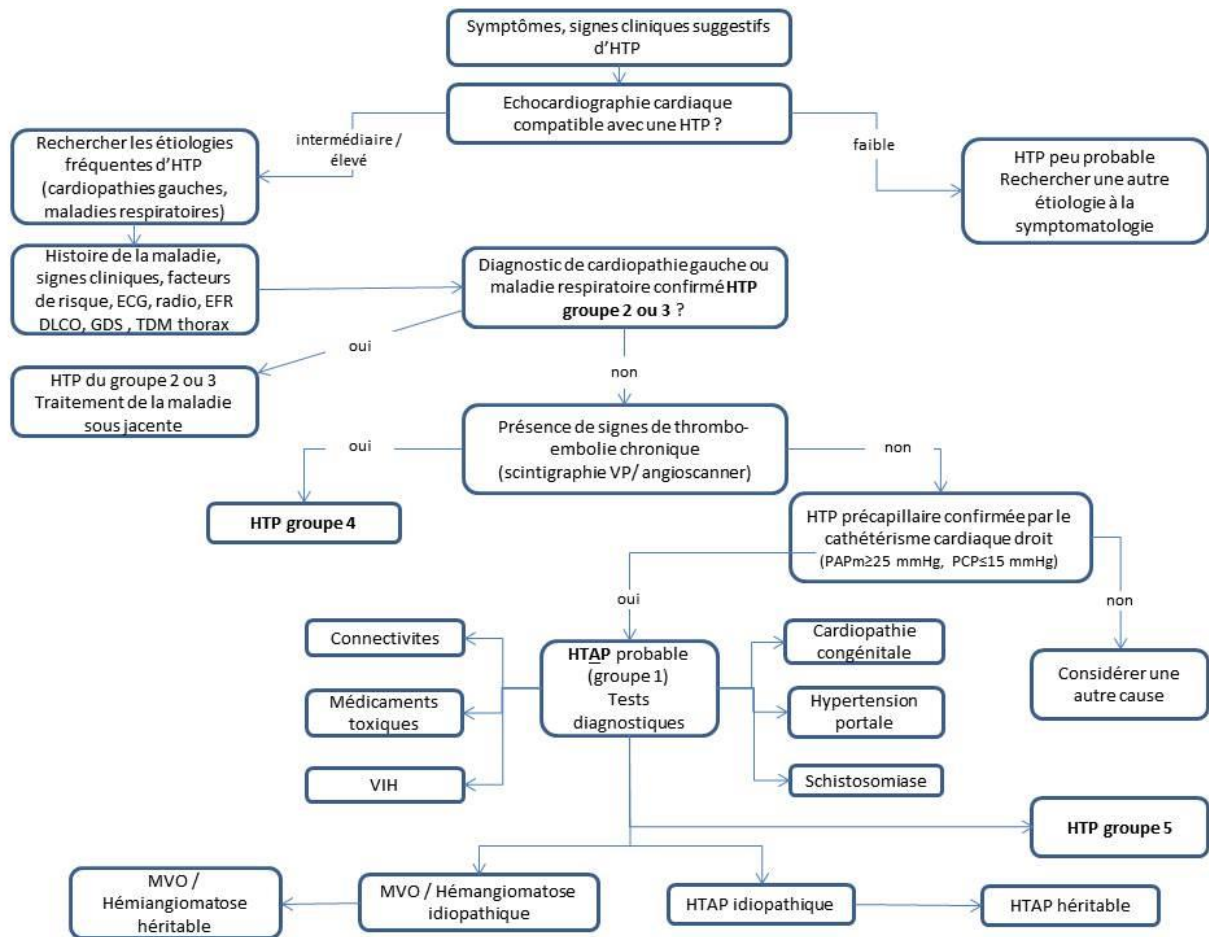 Symptômes, signes cliniques suggestifs
d'HTP
Echocardiographie cardiaque
compatible avec une HTP ?
intermédiaire /
élevé
faible
Rechercher les étiologies
fréquentes d'HTP
(cardiopathies gauches,
maladies respiratoires)
HTP peu probable
Rechercher une autre
étiologie à la
symptomatologie
Histoire de la maladie,
signes cliniques, facteurs
de risque, ECG, radio, EFR
DLCO, GDS , TDM thorax
Diagnostic de cardiopathie gauche ou
maladie respiratoire confirmé HTP
groupe 2 ou 3 ?
oui
non
HTP du groupe 2 ou 3
Traitement de la maladie
sous jacente
Présence de signes de thrombo-
embolie chronique
(scintigraphie VP/ angioscanner)
oui
non
HTP groupe 4
HTP précapillaire confirmée par le
cathétérisme cardiaque droit
(PAPm≥25 mmHg, PCP≤15 mmHg)
oui
non
Connectivites
Médicaments
toxiques
VIH
HTAP probable
(groupe 1)
Tests
diagnostiques
Cardiopathie
congénitale
Hypertension
portale
Schistosomiase
Considérer une
autre cause
HTP groupe 5
MVO /
Hémiangiomatose
héritable
MVO / Hémangiomatose
idiopathique
HTAP idiopathique
HTAP héritable